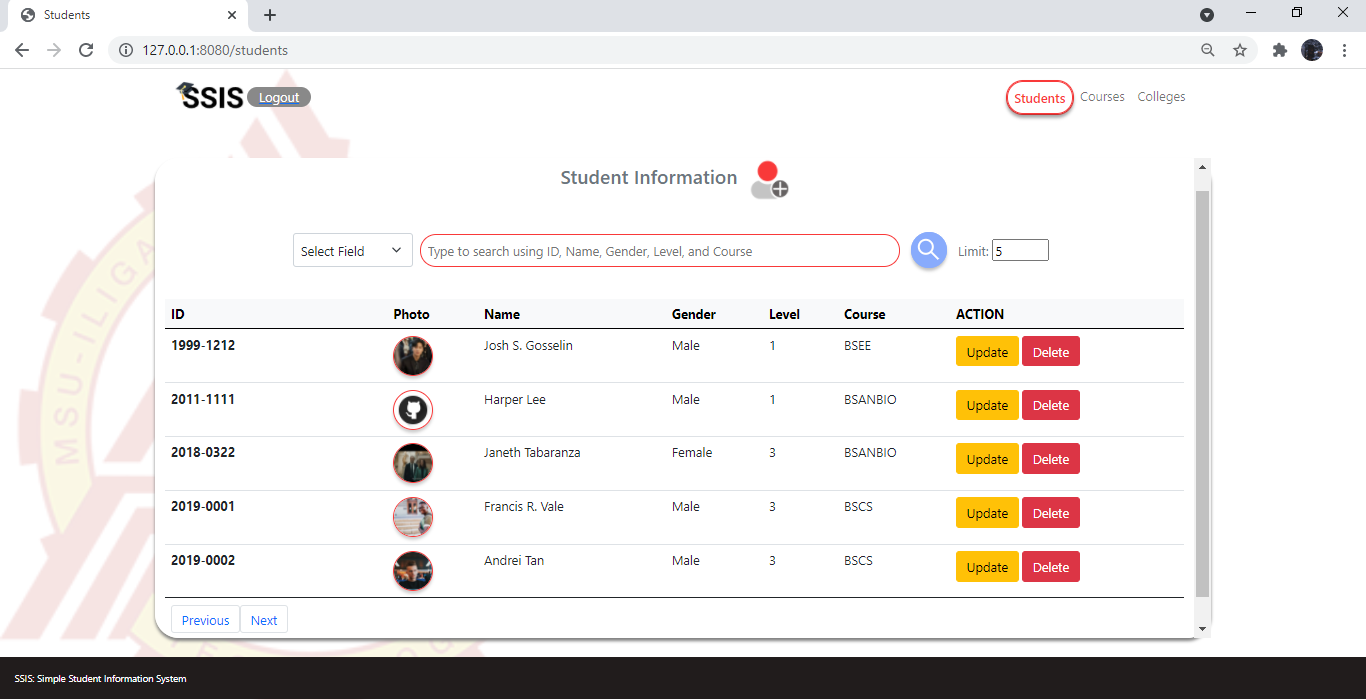 Students
127.0.0.1:8080/students
SSIS Logout Students Courses Colleges
Student Information
Select Field Type to search using ID, Name, Gender, Level, and Course Limit: 5
ID Photo Name Gender Level Course ACTION
1999-1212 Josh S. Gosselin Male 1 BSEE Update Delete
2011-1111 Harper Lee Male 1 BSANBIO Update Delete
2018-0322 Janeth Tabaranza Female 3 BSANBIO Update Delete
2019-0001 Francis R. Vale Male 3 BSCS Update Delete
2019-0002 Andrei Tan Male 3 BSCS Update Delete
Previous Next
MSU-ILIGA
SSIS: Simple Student Information System